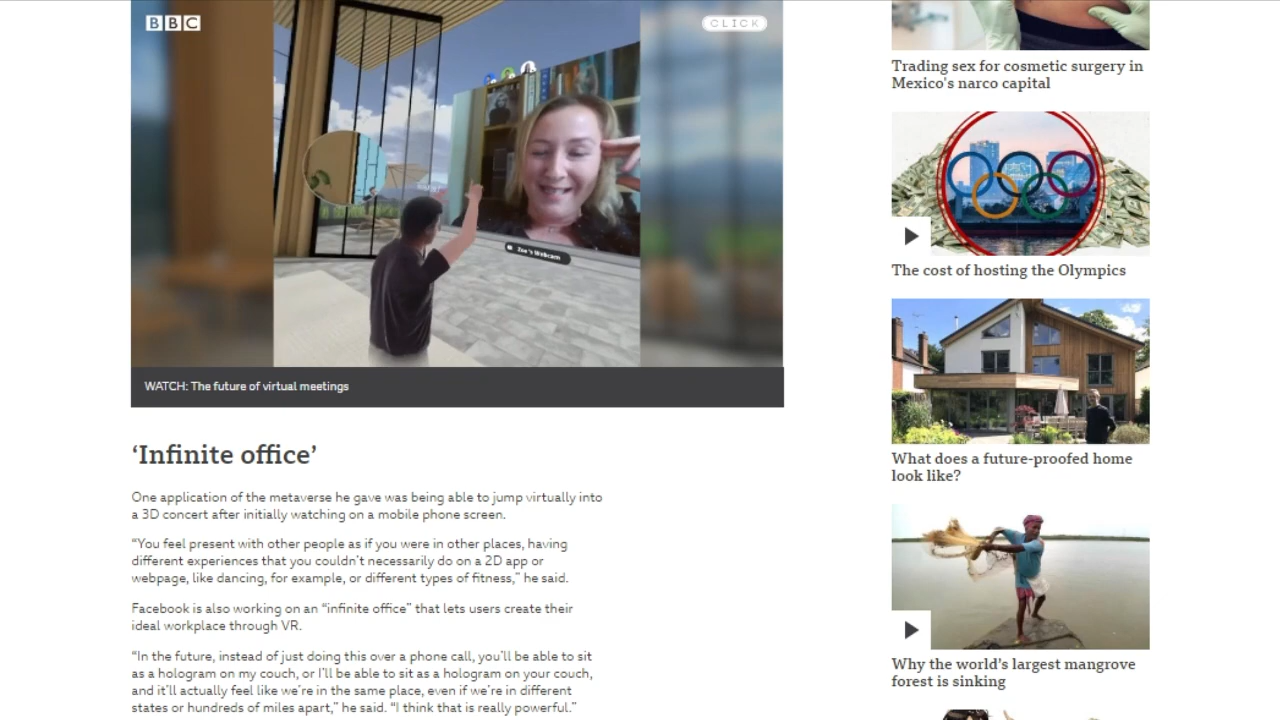 BBC
CLICK
Zoe's Webcam
WATCH: The future of virtual meetings
‘Infinite office’
One application of the metaverse he gave was being able to jump virtually into
a 3D concert after initially watching on a mobile phone screen.
“You feel present with other people as if you were in other places, having
different experiences that you couldn’t necessarily do on a 2D app or
webpage, like dancing, for example, or different types of fitness,” he said.
Facebook is also working on an “infinite office” that lets users create their
ideal workplace through VR.
“In the future, instead of just doing this over a phone call, you’ll be able to sit
as a hologram on my couch, or I’ll be able to sit as a hologram on your couch,
and it’ll actually feel like we’re in the same place, even if we’re in different
states or hundreds of miles apart,” he said. “I think that is really powerful.”
Trading sex for cosmetic surgery in
Mexico's narco capital
The cost of hosting the Olympics
What does a future-proofed home
look like?
Why the world’s largest mangrove
forest is sinking